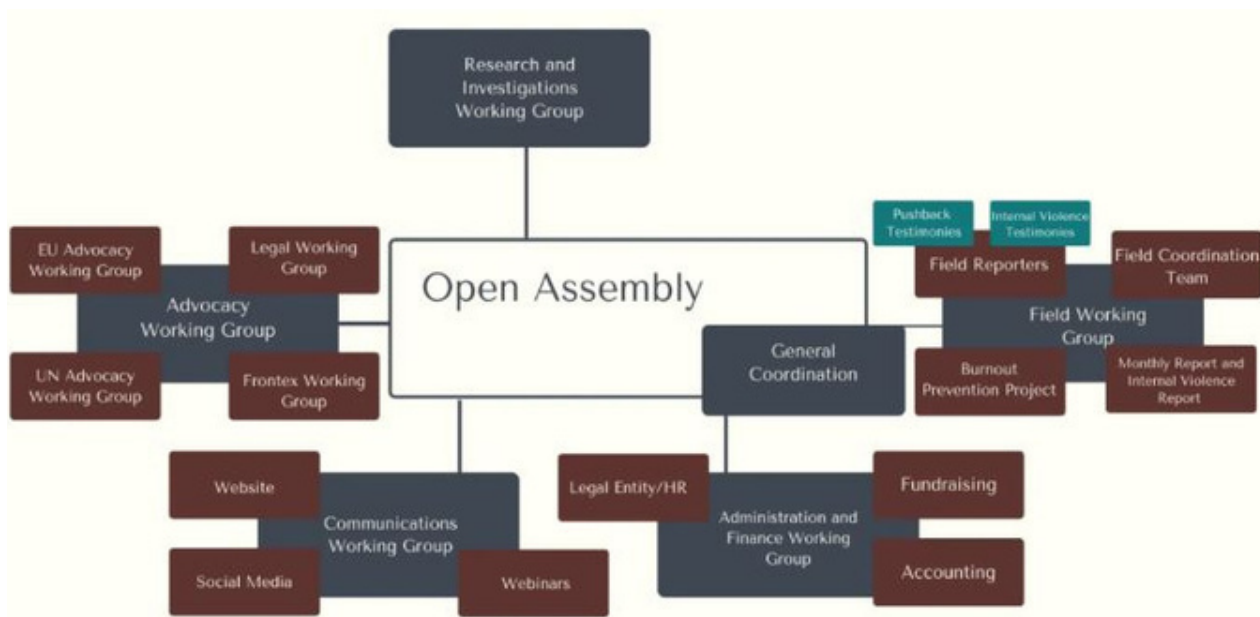 Research and
Investigations
Working Group
Open Assembly
General
Coordination
EU Advocacy
Working Group
Legal Working
Group
Advocacy
Working Group
UN Advocacy
Working Group
Frontex Working
Group
Pushback
Testimonies
Internal Violence
Testimonies
Field Reporters
Field Coordination
Team
Field Working
Group
Burnout
Prevention Project
Monthly Report and
Internal Violence
Report
Website
Communications
Working Group
Social Media
Webinars
Legal Entity/HR
Fundraising
Administration and
Finance Working
Group
Accounting